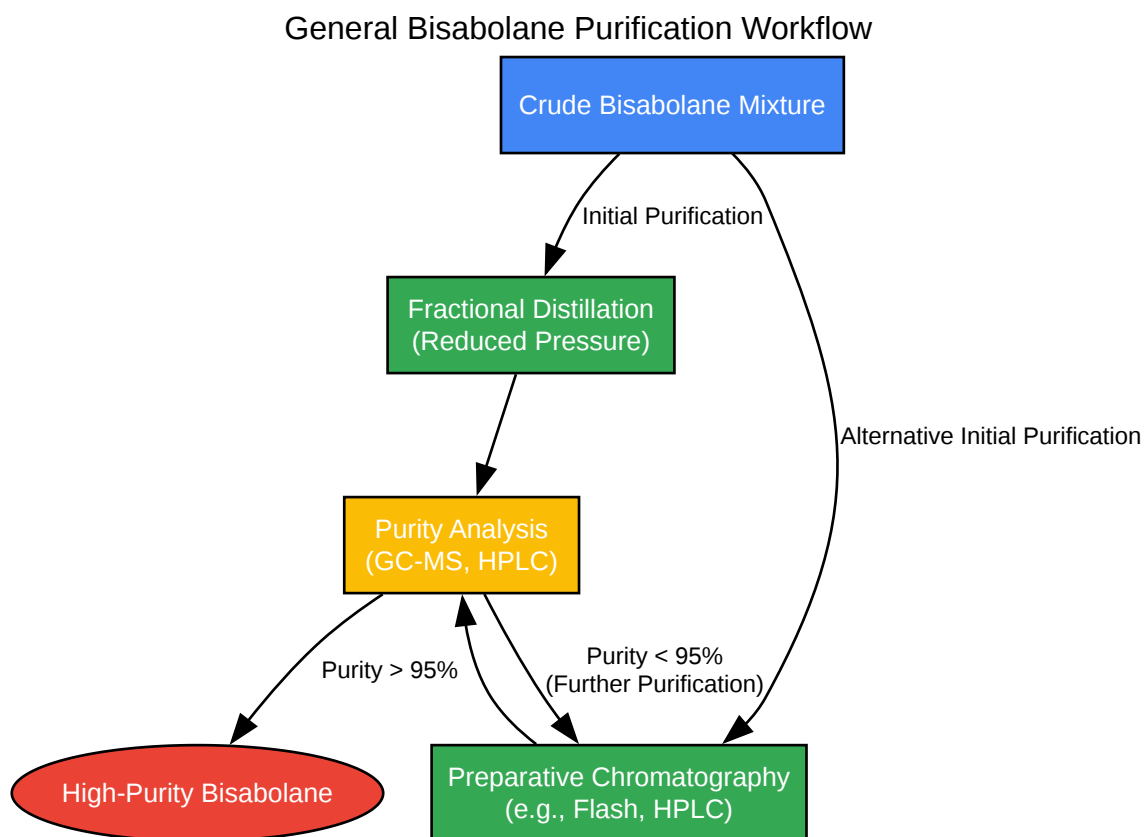 General Bisabolane Purification Workflow
Crude Bisabolane Mixture
Initial Purification
Fractional Distillation
(Reduced Pressure)
Alternative Initial Purification
Purity Analysis
(GC-MS, HPLC)
Purity > 95%
Purity < 95%
(Further Purification)
High-Purity Bisabolane
Preparative Chromatography
(e.g., Flash, HPLC)